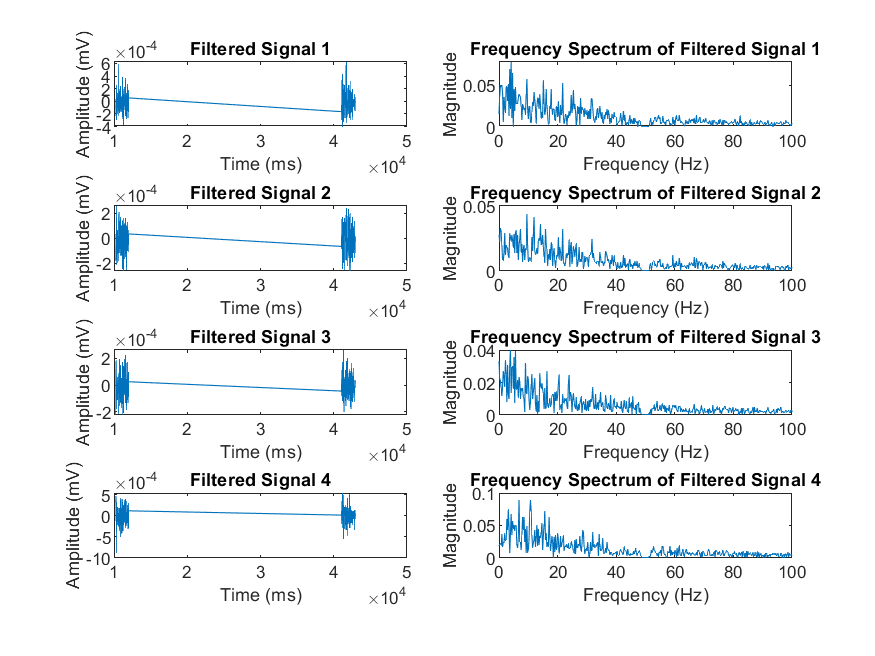 Filtered Signal 1
×10-4
Amplitude (mV)
6
4
2
0
-2
-4
1 2 3 4 5
Time (ms)
×104
Frequency Spectrum of Filtered Signal 1
Magnitude
0.05
0
0 20 40 60 80 100
Frequency (Hz)
Filtered Signal 2
×10-4
Amplitude (mV)
2
0
-2
1 2 3 4 5
Time (ms)
×104
Frequency Spectrum of Filtered Signal 2
Magnitude
0.05
0
0 20 40 60 80 100
Frequency (Hz)
Filtered Signal 3
×10-4
Amplitude (mV)
2
0
-2
1 2 3 4 5
Time (ms)
×104
Frequency Spectrum of Filtered Signal 3
Magnitude
0.04
0.02
0
0 20 40 60 80 100
Frequency (Hz)
Filtered Signal 4
×10-4
Amplitude (mV)
5
0
-5
-10
1 2 3 4 5
Time (ms)
×104
Frequency Spectrum of Filtered Signal 4
Magnitude
0.1
0.05
0
0 20 40 60 80 100
Frequency (Hz)